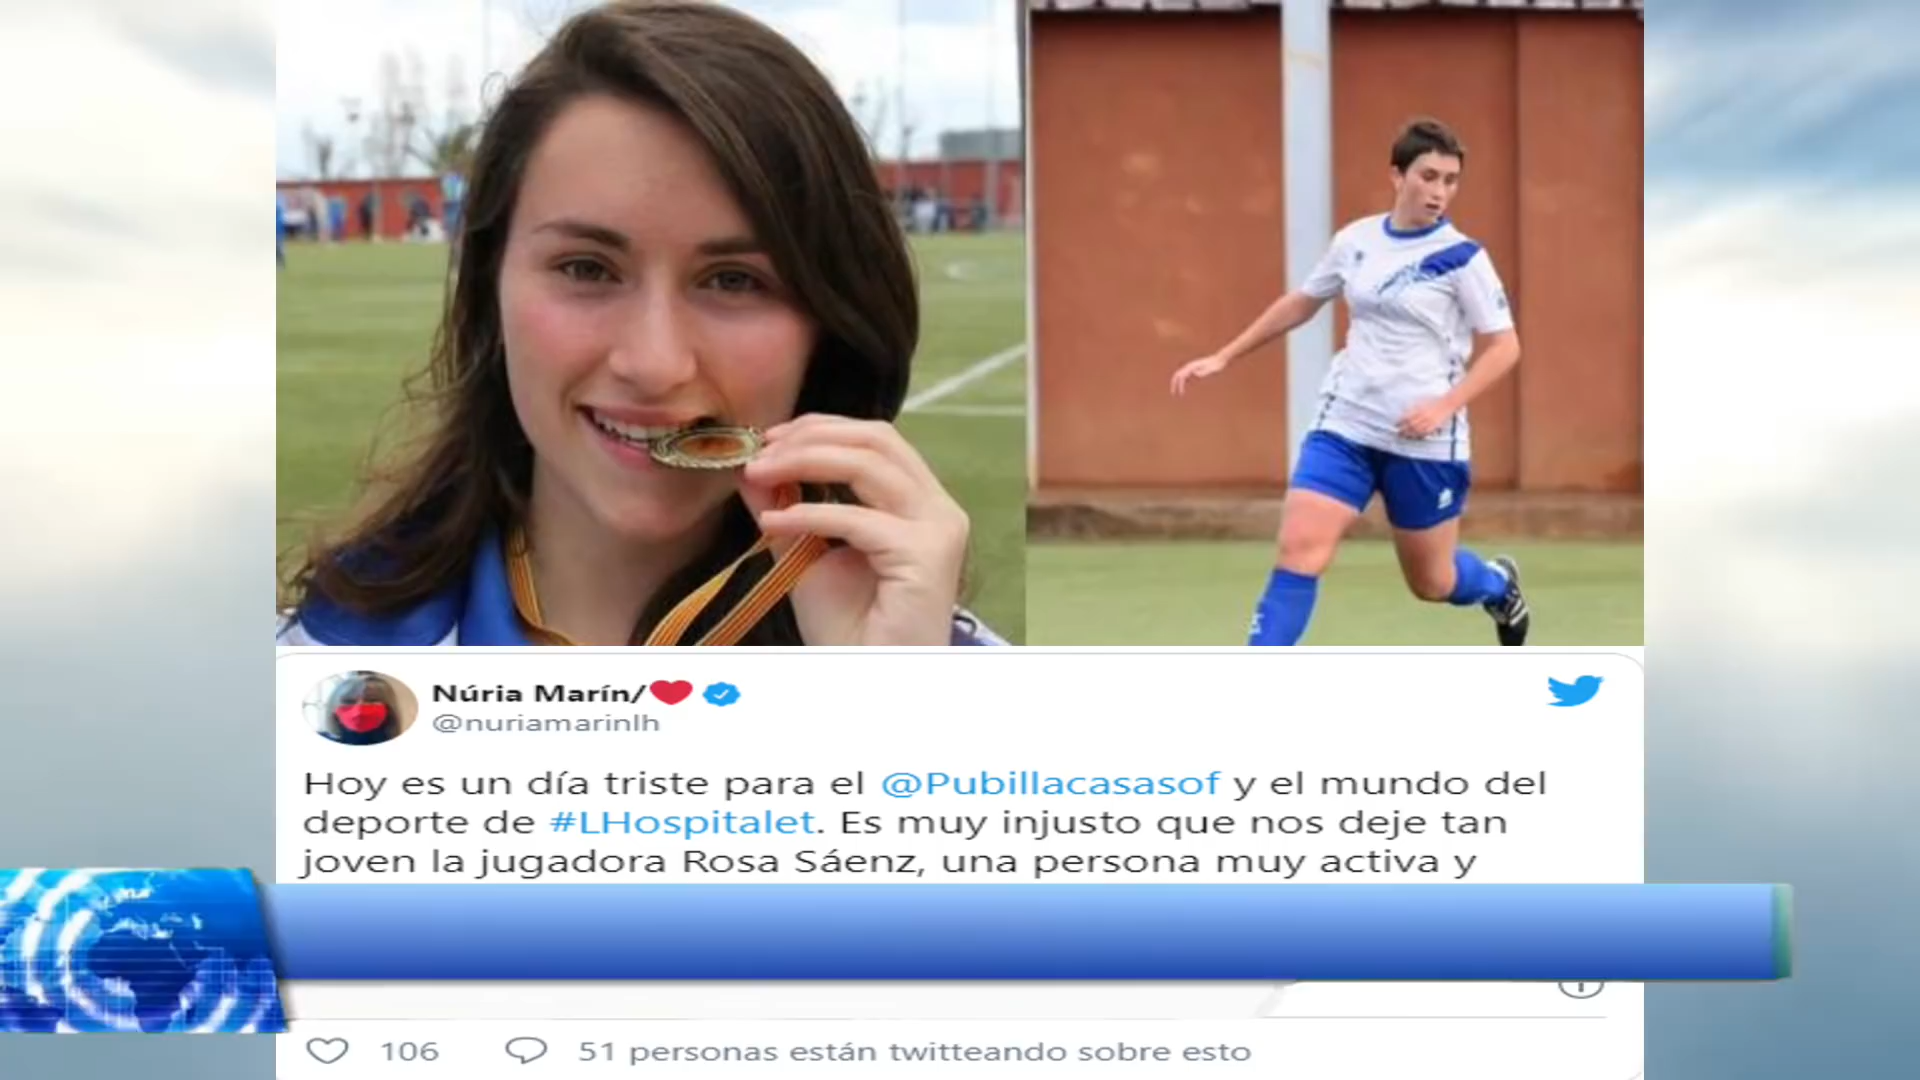 Núria Marín/❤️
@nuriamarinlh
Hoy es un día triste para el @Pubillacasasof y el mundo del
deporte de #LHospitalet. Es muy injusto que nos deje tan
joven la jugadora Rosa Sáenz, una persona muy activa y
106 51 personas están twitteando sobre esto